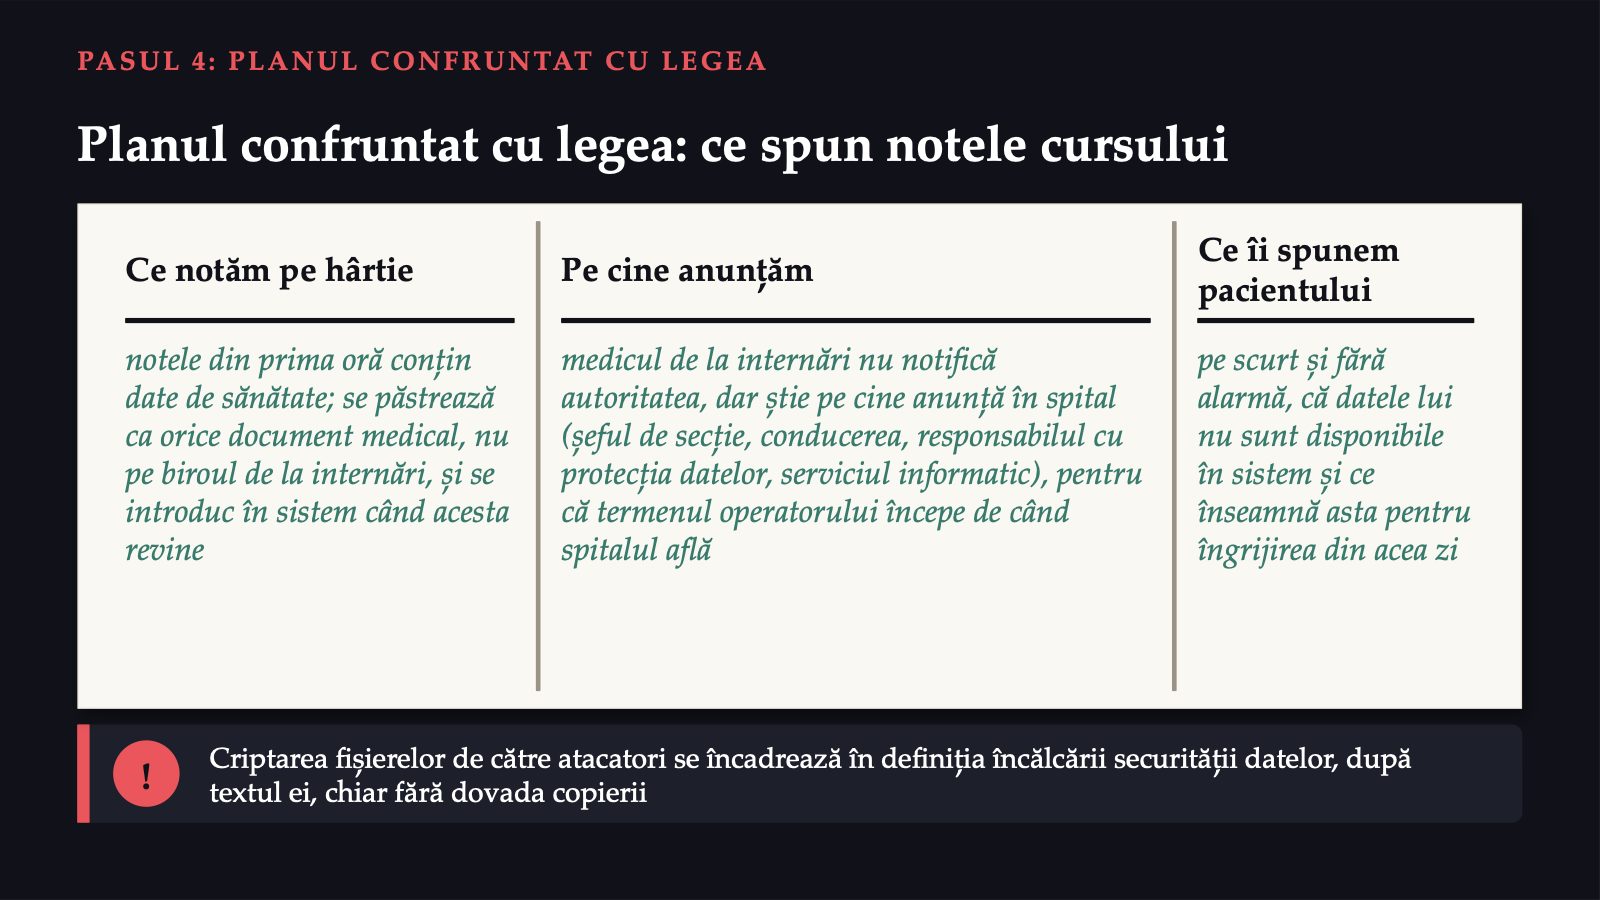 PASUL 4: PLANUL CONFRUNTAT CU LEGEA
Planul confruntat cu legea: ce spun notele cursului
Ce notăm pe hârtie
notele din prima oră conțin
date de sănătate; se păstrează
ca orice document medical, nu
pe biroul de la internări, și se
introduc în sistem când acesta
revine
Pe cine anunțăm
medicul de la internări nu notifică
autoritatea, dar știe pe cine anunță în spital
(șeful de secție, conducerea, responsabilul cu
protecția datelor, serviciul informatic), pentru
că termenul operatorului începe de când
spitalul află
Ce îi spunem
pacientului
pe scurt și fără
alarmă, că datele lui
nu sunt disponibile
în sistem și ce
înseamnă asta pentru
îngrijirea din acea zi
!
Criptarea fișierelor de către atacatori se încadrează în definiția încălcării securității datelor, după
textul ei, chiar fără dovada copierii